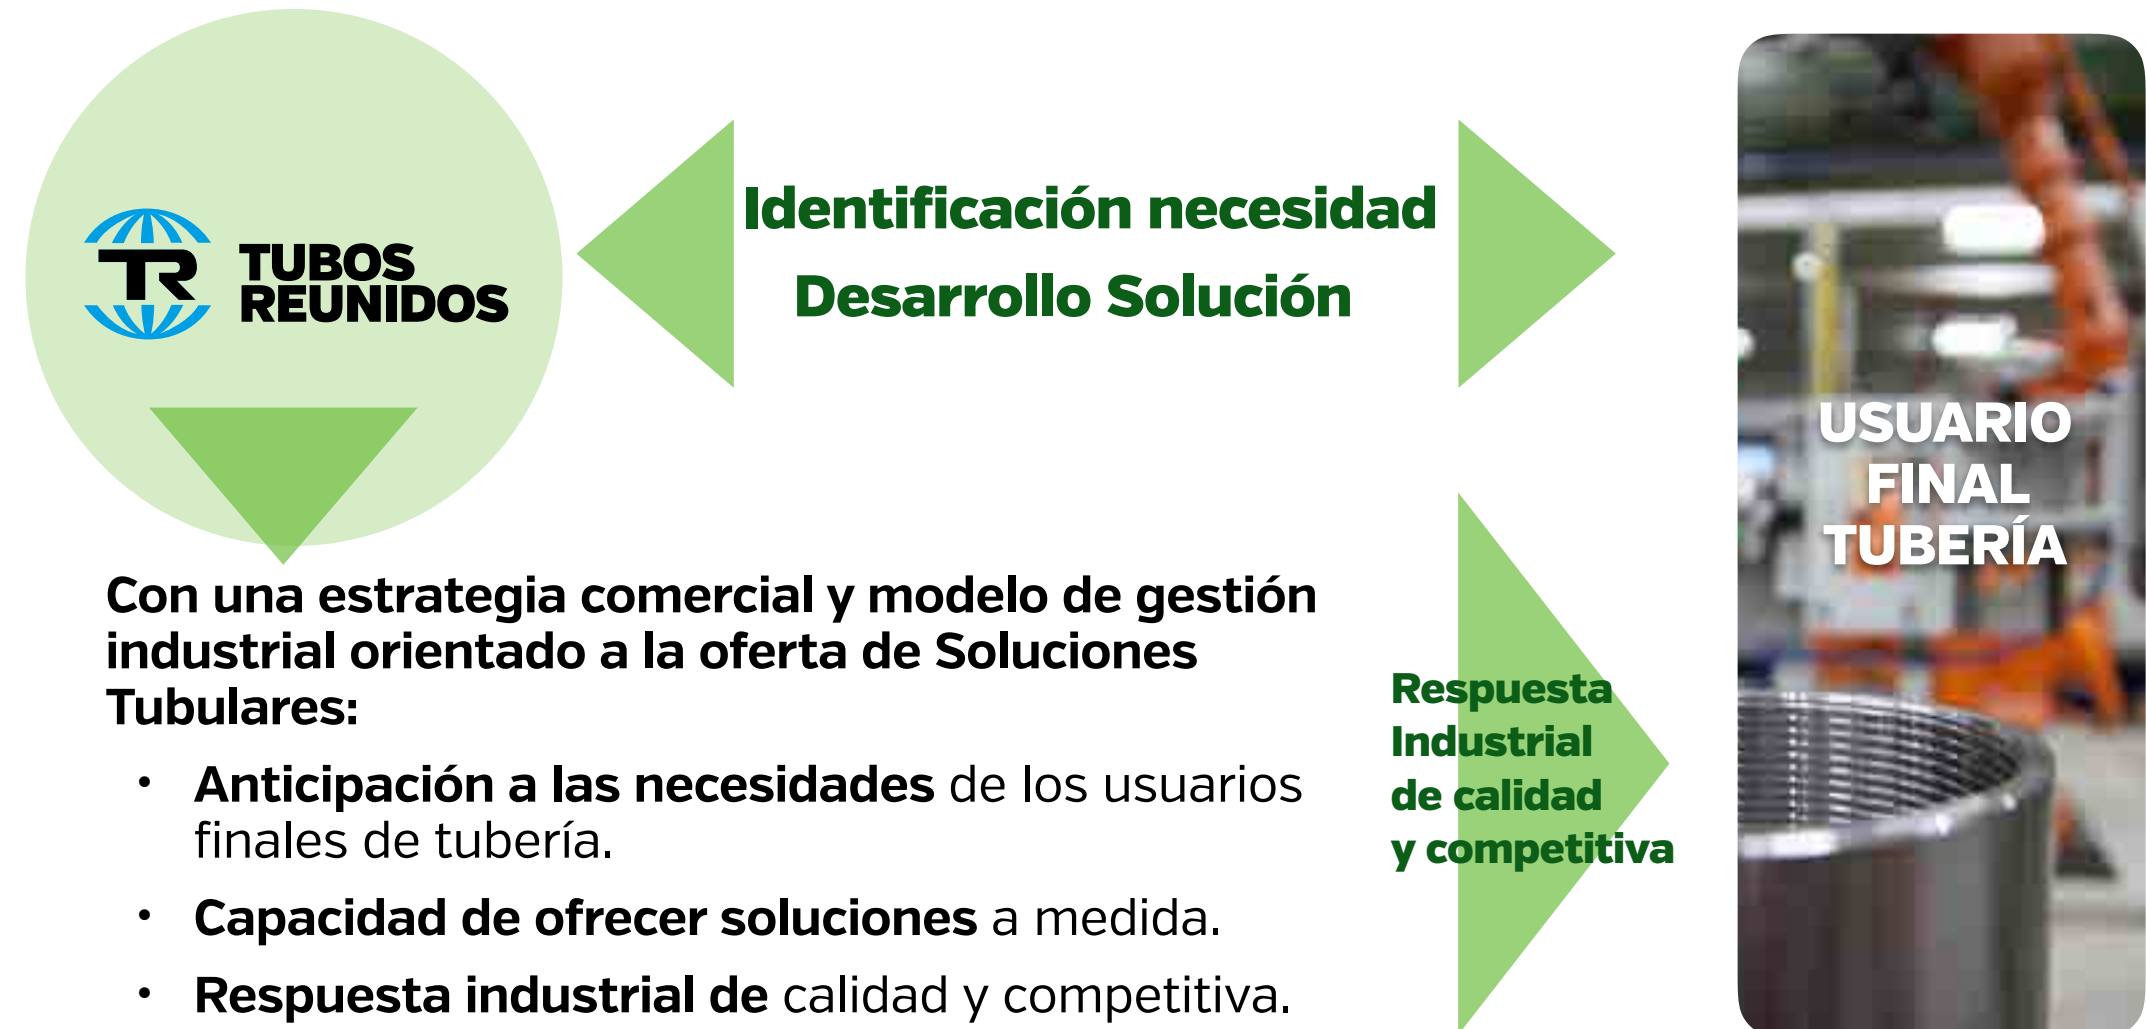 TR
TUBOS
REUNIDOS
Identificación necesidad
Desarrollo Solución
USUARIO
FINAL
TUBERÍA
Con una estrategia comercial y modelo de gestión
industrial orientado a la oferta de Soluciones
Tubulares:
• Anticipación a las necesidades de los usuarios
finales de tubería.
• Capacidad de ofrecer soluciones a medida.
• Respuesta industrial de calidad y competitiva.
Respuesta
Industrial
de calidad
y competitiva